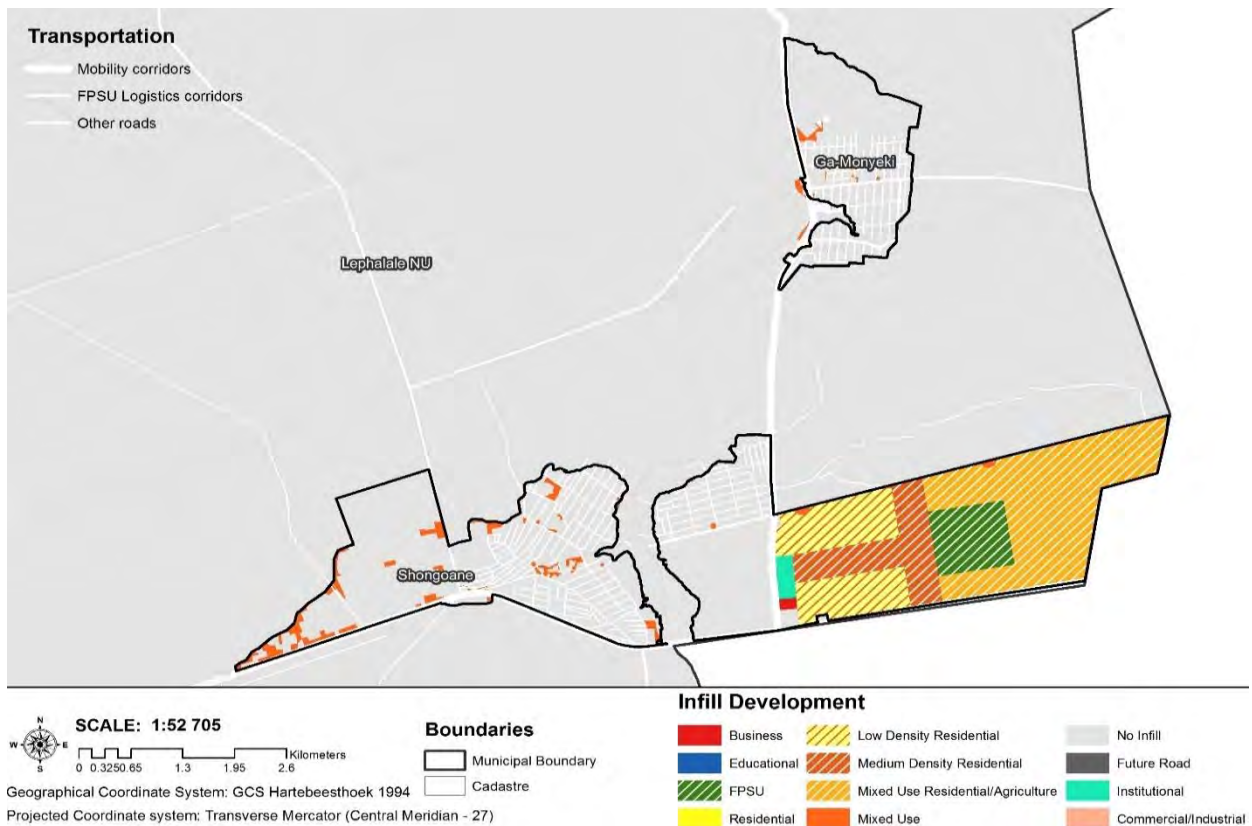 Transportation
Mobility corridors
FPSU Logistics corridors
Other roads
Ga-Monyeki
Lephalale NU
Shongoane
N
W E
S
SCALE: 1:52 705
Kilometers
0 0.3250.65 1.3 1.95 2.6
Geographical Coordinate System: GCS Hartebeesthoek 1994
Projected Coordinate system: Transverse Mercator (Central Meridian - 27)
Boundaries
Municipal Boundary
Cadastre
Infill Development
Business
Educational
FPSU
Residential
Low Density Residential
Medium Density Residential
Mixed Use Residential/Agriculture
Mixed Use
No Infill
Future Road
Institutional
Commercial/Industrial